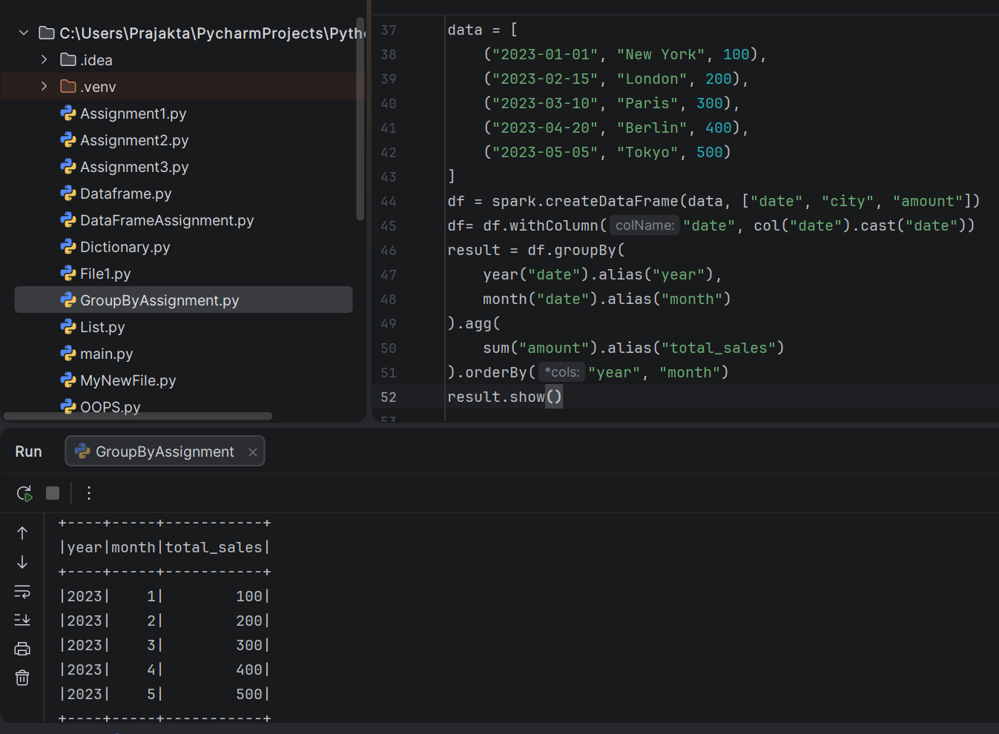 C:\Users\Prajakta\PycharmProjects\Pyth
.idea
.venv
Assignment1.py
Assignment2.py
Assignment3.py
Dataframe.py
DataFrameAssignment.py
Dictionary.py
File1.py
GroupByAssignment.py
List.py
main.py
MyNewFile.py
OOPS.py
37 data = [
38     ("2023-01-01", "New York", 100),
39     ("2023-02-15", "London", 200),
40     ("2023-03-10", "Paris", 300),
41     ("2023-04-20", "Berlin", 400),
42     ("2023-05-05", "Tokyo", 500)
43 ]
44 df = spark.createDataFrame(data, ["date", "city", "amount"])
45 df= df.withColumn( colName: "date", col("date").cast("date"))
46 result = df.groupBy(
47     year("date").alias("year"),
48     month("date").alias("month")
49 ).agg(
50     sum("amount").alias("total_sales")
51 ).orderBy( *cols: "year", "month")
52 result.show()
53
Run GroupByAssignment
+----+-----+-----------+
|year|month|total_sales|
+----+-----+-----------+
|2023|    1|        100|
|2023|    2|        200|
|2023|    3|        300|
|2023|    4|        400|
|2023|    5|        500|
+----+-----+-----------+